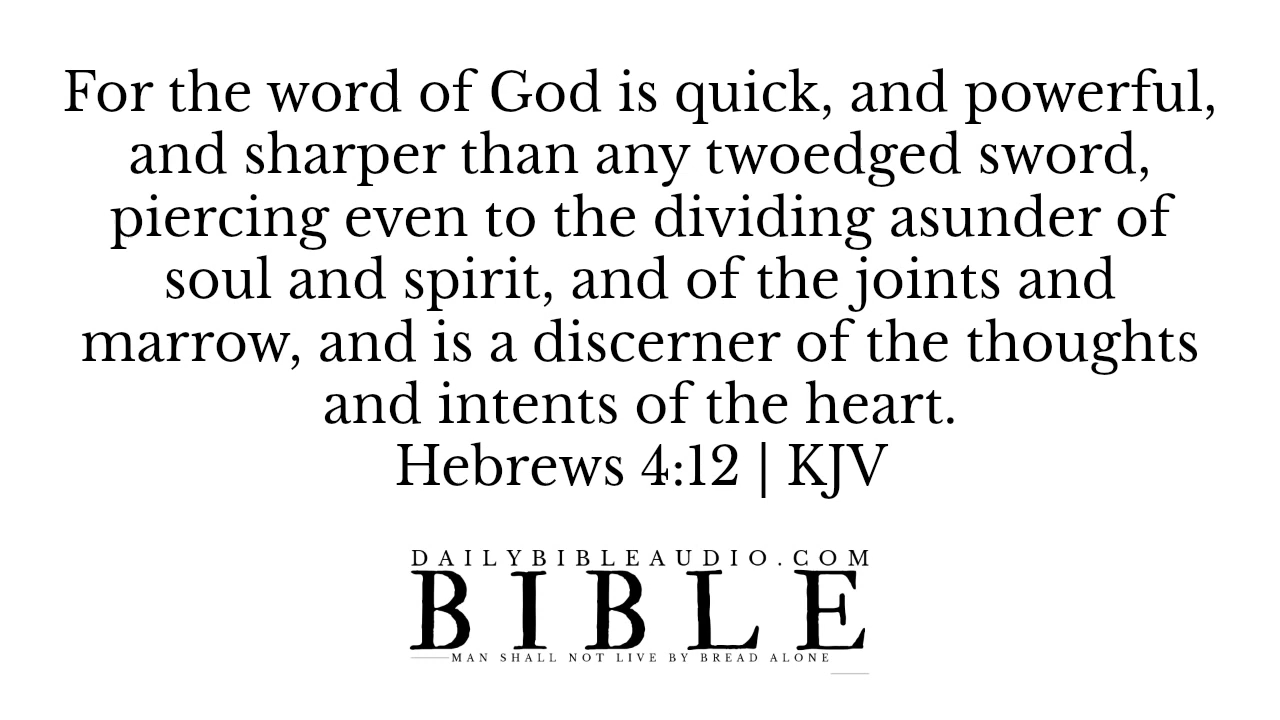 For the word of God is quick, and powerful,
and sharper than any twoedged sword,
piercing even to the dividing asunder of
soul and spirit, and of the joints and
marrow, and is a discerner of the thoughts
and intents of the heart.
Hebrews 4:12 | KJV
DAILYBIBLEAUDIO.COM
BIBLE
MAN SHALL NOT LIVE BY BREAD ALONE